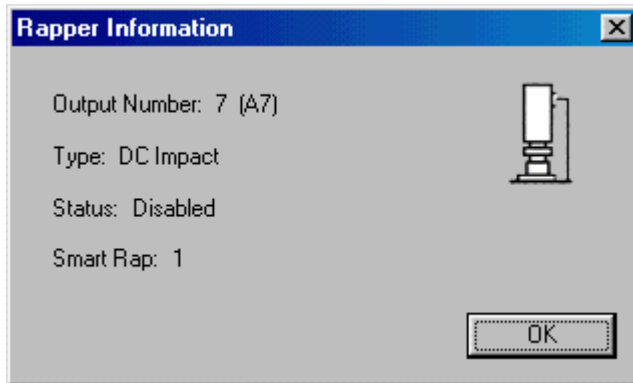 Rapper Information
Output Number: 7 (A7)
Type: DC Impact
Status: Disabled
Smart Rap: 1
OK